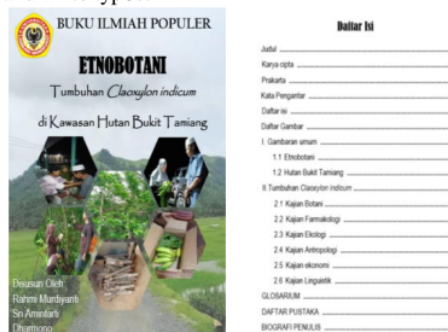 BUKU ILMIAH POPULER
ETNOBOTANI
Tumbuhan Claoxylon indicum
di Kawasan Hutan Bukit Tamiang
Disusun Oleh
Rahmi Murdiyanti
Sri Amintarti
Dharmono
Daftar Isi
Judul
Karya cipta
Prakarta
Kata Pengantar
Daftar isi
Daftar Gambar
I. Gambaran umum
1.1 Etnobotani
1.2 Hutan Bukit Tamiang
II.Tumbuhan Claoxylon indicum
2.1 Kajian Botani
2.2 Kajian Farmakologi
2.3 Kajian Ekologi
2.4 Kajian Antropologi
2.5 Kajian ekonomi
2.6 Kajian Linguistik
GLOSARIUM
DAFTAR PUSTAKA
BIOGRAFI PENULIS